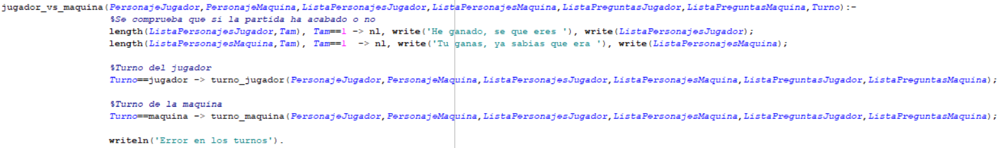 jugador_vs_maquina(PersonajeJugador,PersonajeMaquina,ListaPersonajesJugador,ListaPersonajesMaquina,ListaPreguntasJugador,ListaPreguntasMaquina,Turno):-
%Se comprueba que si la partida ha acabado o no
length(ListaPersonajesJugador,Tam), Tam==1 -> nl, write('He ganado, se que eres '), write(ListaPersonajesJugador);
length(ListaPersonajesMaquina,Tam), Tam==1  -> nl, write('Tu ganas, ya sabias que era '), write(ListaPersonajesMaquina);
%Turno del jugador
Turno==jugador -> turno_jugador(PersonajeJugador,PersonajeMaquina,ListaPersonajesJugador,ListaPersonajesMaquina,ListaPreguntasJugador,ListaPreguntasMaquina);
%Turno de la maquina
Turno==maquina -> turno_maquina(PersonajeJugador,PersonajeMaquina,ListaPersonajesJugador,ListaPersonajesMaquina,ListaPreguntasJugador,ListaPreguntasMaquina);
writeln('Error en los turnos').